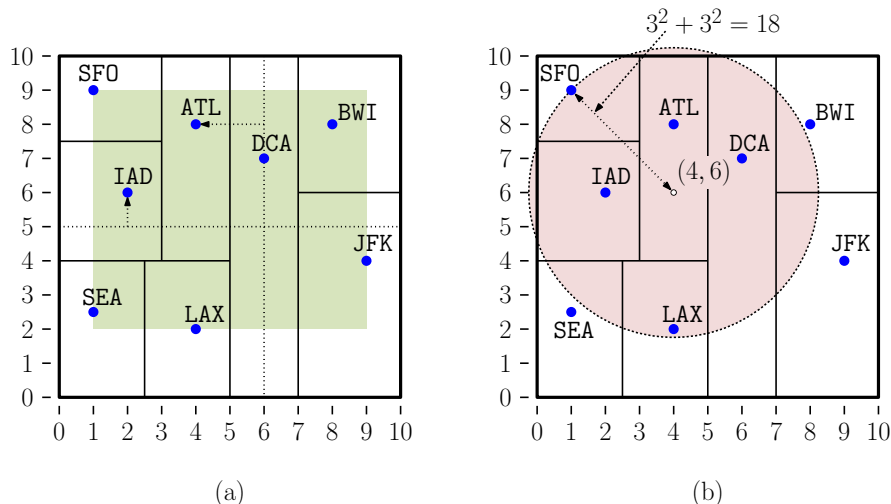 3² + 3² = 18
10
9
8
7
6
5
4
3
2
1
0
SFO
ATL
BWI
DCA
IAD
JFK
SEA
LAX
0 1 2 3 4 5 6 7 8 9 10
(a)
10
9
8
7
6
5
4
3
2
1
0
SFO
ATL
BWI
DCA
(4, 6)
IAD
JFK
LAX
SEA
0 1 2 3 4 5 6 7 8 9 10
(b)